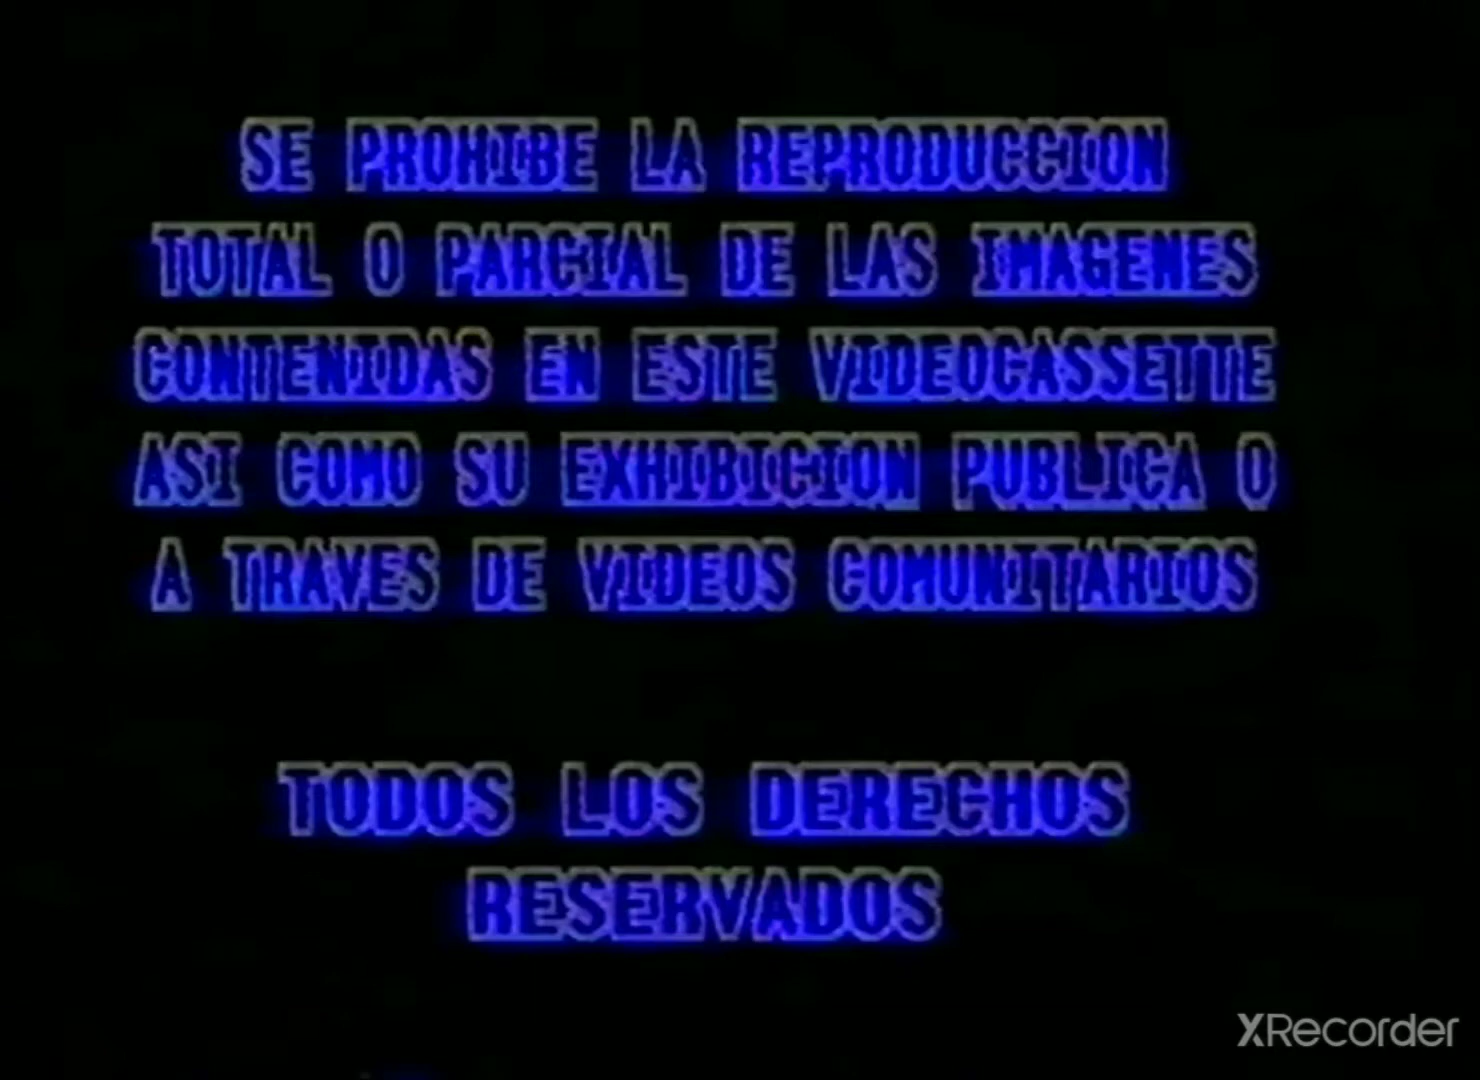 SE PROHIBE LA REPRODUCCION
TOTAL O PARCIAL DE LAS IMAGENES
CONTENIDAS EN ESTE VIDEOCASSETTE
ASI COMO SU EXHIBICION PUBLICA O
A TRAVES DE VIDEOS COMUNITARIOS
TODOS LOS DERECHOS
RESERVADOS
XRecorder